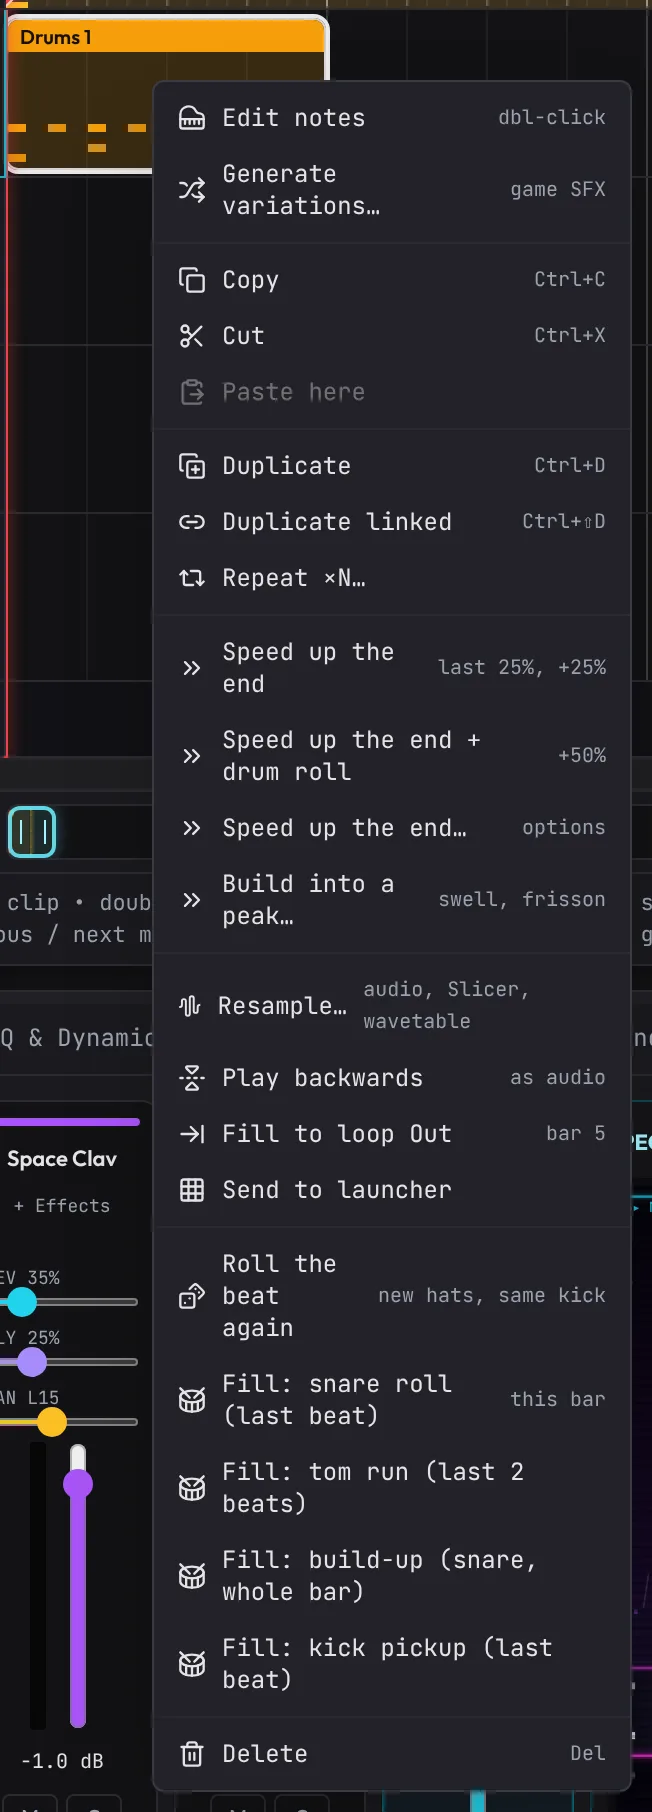 Drums 1
Edit notes dbl-click
Generate
variations… game SFX
Copy Ctrl+C
Cut Ctrl+X
Paste here
Duplicate Ctrl+D
Duplicate linked Ctrl+⇧D
Repeat ×N…
Speed up the
end last 25%, +25%
Speed up the end +
drum roll +50%
Speed up the end… options
Build into a
peak… swell, frisson
clip • doub
ous / next m
Resample… audio, Slicer,
wavetable
Q & Dynamic
Play backwards as audio
Fill to loop Out bar 5
Send to launcher
Space Clav
+ Effects
Roll the
beat
again new hats, same kick
EV 35%
LY 25%
AN L15
Fill: snare roll
(last beat) this bar
Fill: tom run (last 2
beats)
Fill: build-up (snare,
whole bar)
Fill: kick pickup (last
beat)
Delete Del
-1.0 dB